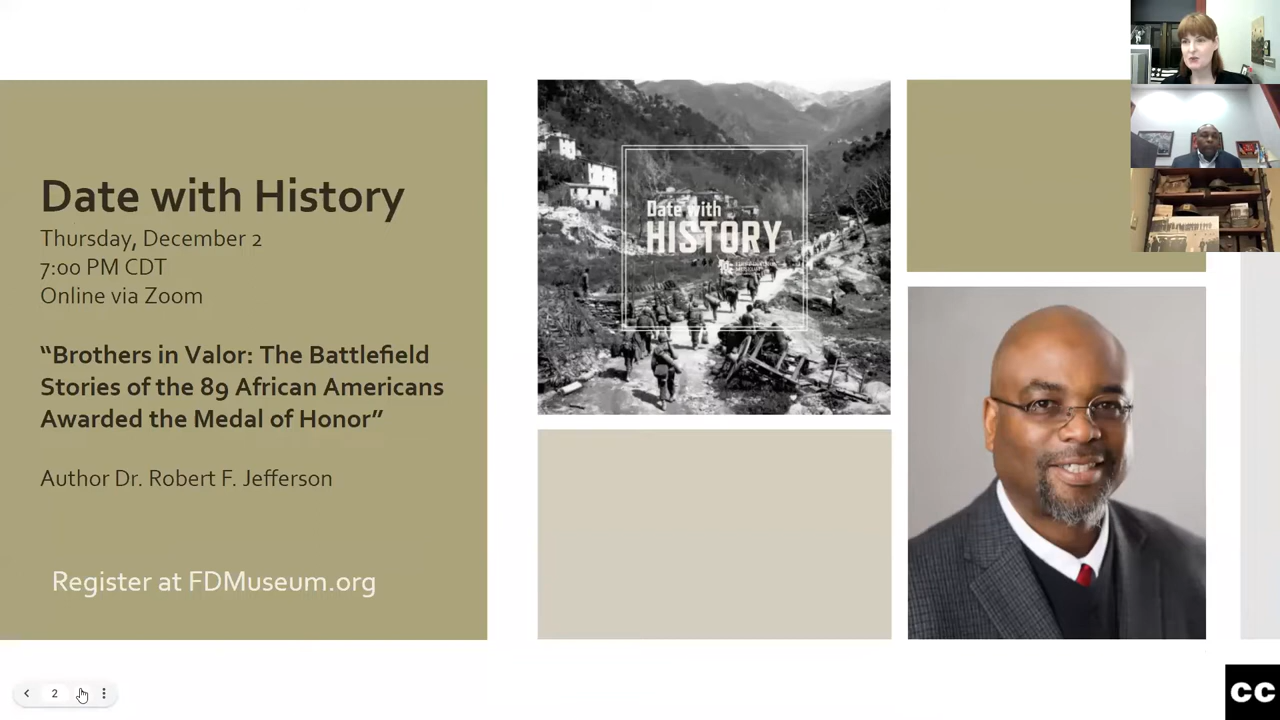 Date with History
Thursday, December 2
7:00 PM CDT
Online via Zoom
“Brothers in Valor: The Battlefield
Stories of the 89 African Americans
Awarded the Medal of Honor”
Author Dr. Robert F. Jefferson
Register at FDMuseum.org
Date with
HISTORY
2
CC